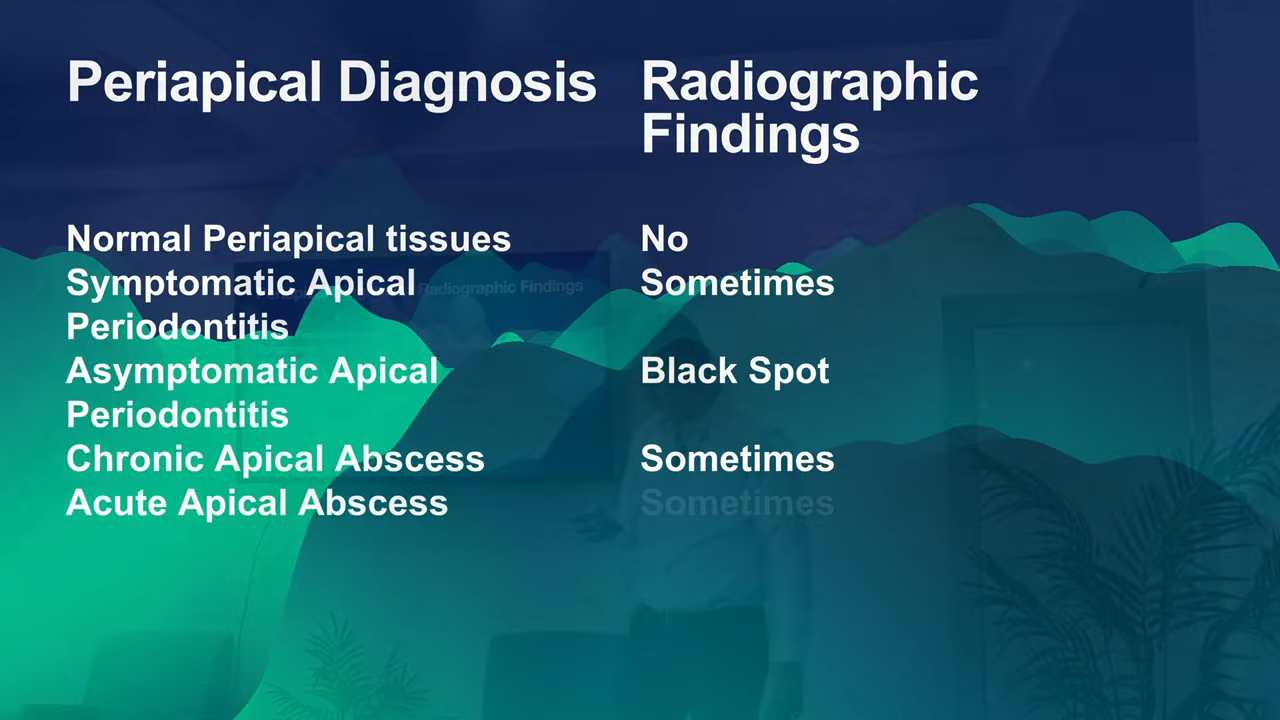 Periapical Diagnosis
Radiographic
Findings
Normal Periapical tissues
No
Symptomatic Apical
Sometimes
Periodontitis
Asymptomatic Apical
Black Spot
Periodontitis
Chronic Apical Abscess
Sometimes
Acute Apical Abscess
Sometimes
Radiographic Findings